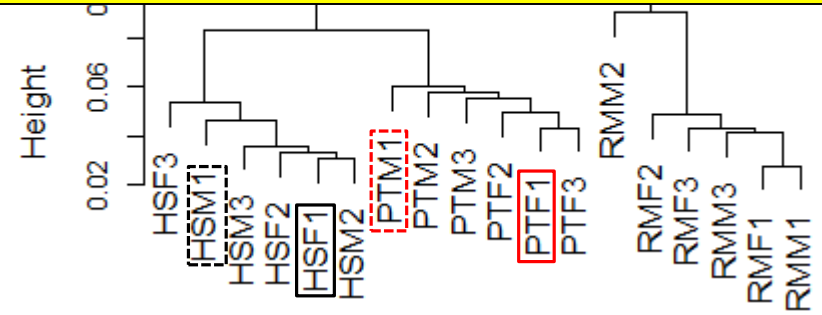 Height
0.06
0.02
HSF3
HSM1
HSM3
HSF2
HSF1
HSM2
PTM1
PTM2
PTM3
PTF2
PTF1
PTF3
RMM2
RMF2
RMF3
RMM3
RMF1
RMM1